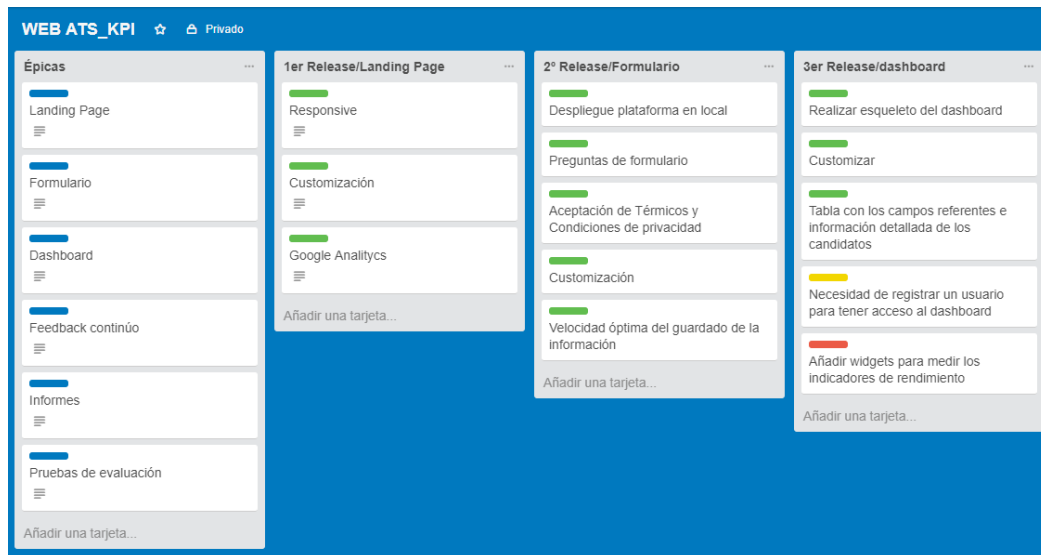 WEB ATS_KPI Privado
Épicas
Landing Page
Formulario
Dashboard
Feedback continúo
Informes
Pruebas de evaluación
Añadir una tarjeta...
1er Release/Landing Page
Responsive
Customización
Google Analitycs
Añadir una tarjeta...
2º Release/Formulario
Despliegue plataforma en local
Preguntas de formulario
Aceptación de Térmicos y
Condiciones de privacidad
Customización
Velocidad óptima del guardado de la
información
Añadir una tarjeta...
3er Release/dashboard
Realizar esqueleto del dashboard
Customizar
Tabla con los campos referentes e
información detallada de los
candidatos
Necesidad de registrar un usuario
para tener acceso al dashboard
Añadir widgets para medir los
indicadores de rendimiento
Añadir una tarjeta...